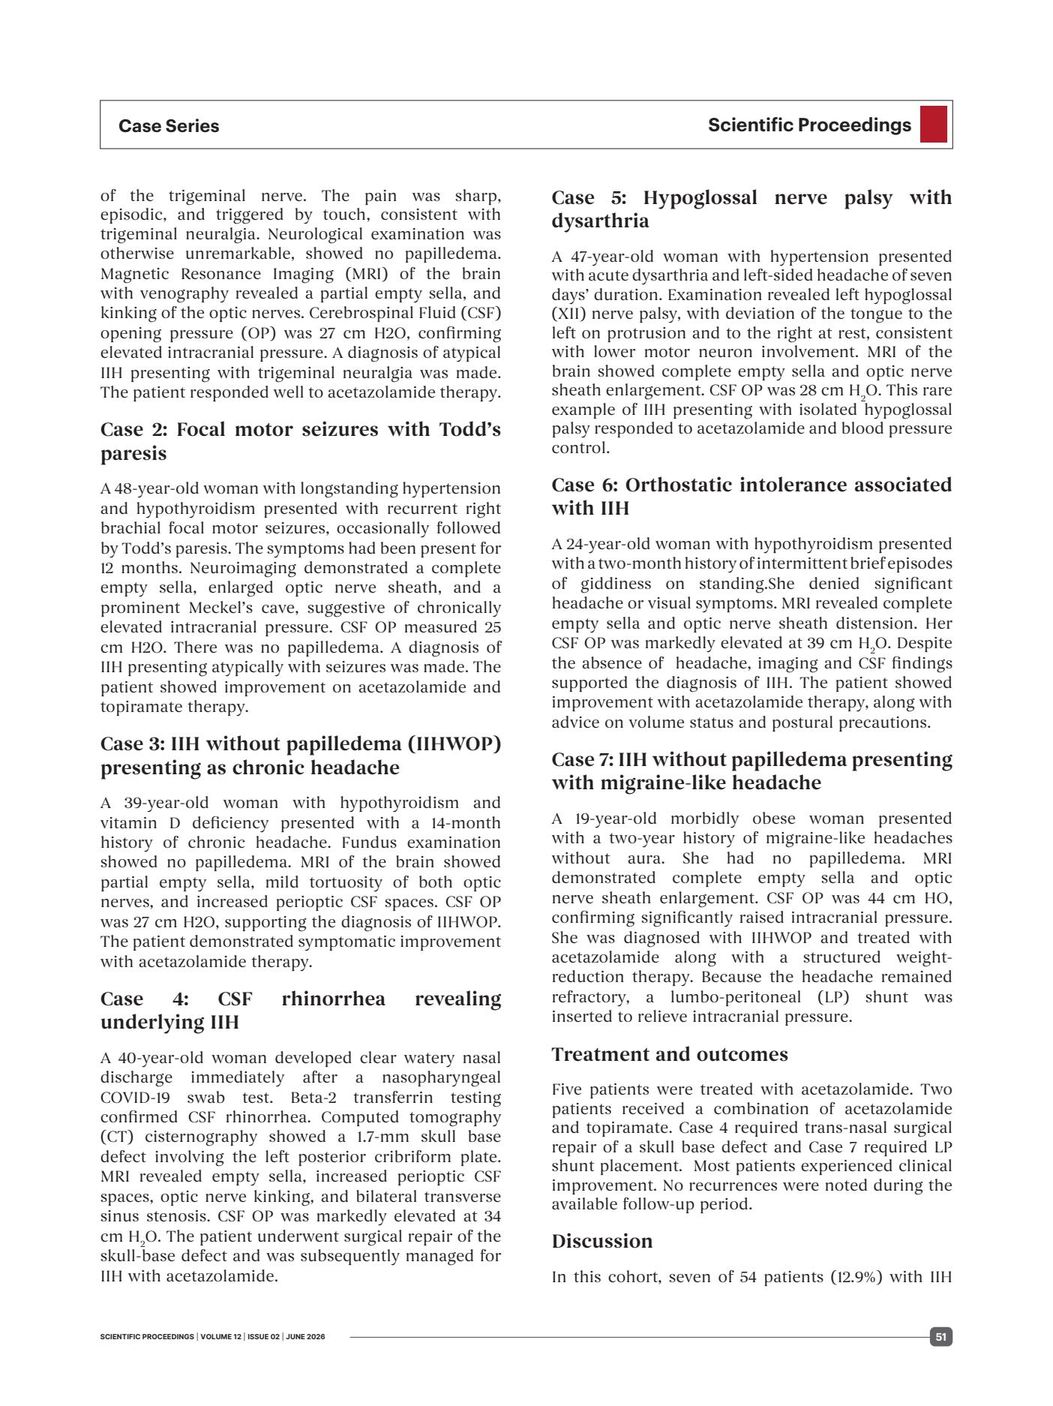 Case Series
Scientific Proceedings
of the trigeminal nerve. The pain was sharp,
episodic, and triggered by touch, consistent with
trigeminal neuralgia. Neurological examination was
otherwise unremarkable, showed no papilledema.
Magnetic Resonance Imaging (MRI) of the brain
with venography revealed a partial empty sella, and
kinking of the optic nerves. Cerebrospinal Fluid (CSF)
opening pressure (OP) was 27 cm H2O, confirming
elevated intracranial pressure. A diagnosis of atypical
IIH presenting with trigeminal neuralgia was made.
The patient responded well to acetazolamide therapy.
Case 2: Focal motor seizures with Todd’s
paresis
A 48-year-old woman with longstanding hypertension
and hypothyroidism presented with recurrent right
brachial focal motor seizures, occasionally followed
by Todd’s paresis. The symptoms had been present for
12 months. Neuroimaging demonstrated a complete
empty sella, enlarged optic nerve sheath, and a
prominent Meckel’s cave, suggestive of chronically
elevated intracranial pressure. CSF OP measured 25
cm H2O. There was no papilledema. A diagnosis of
IIH presenting atypically with seizures was made. The
patient showed improvement on acetazolamide and
topiramate therapy.
Case 3: IIH without papilledema (IIHWOP)
presenting as chronic headache
A 39-year-old woman with hypothyroidism and
vitamin D deficiency presented with a 14-month
history of chronic headache. Fundus examination
showed no papilledema. MRI of the brain showed
partial empty sella, mild tortuosity of both optic
nerves, and increased perioptic CSF spaces. CSF OP
was 27 cm H2O, supporting the diagnosis of IIHWOP.
The patient demonstrated symptomatic improvement
with acetazolamide therapy.
Case 4: CSF rhinorrhea revealing
underlying IIH
A 40-year-old woman developed clear watery nasal
discharge immediately after a nasopharyngeal
COVID-19 swab test. Beta-2 transferrin testing
confirmed CSF rhinorrhea. Computed tomography
(CT) cisternography showed a 1.7-mm skull base
defect involving the left posterior cribriform plate.
MRI revealed empty sella, increased perioptic CSF
spaces, optic nerve kinking, and bilateral transverse
sinus stenosis. CSF OP was markedly elevated at 34
cm H₂O. The patient underwent surgical repair of the
skull-base defect and was subsequently managed for
IIH with acetazolamide.
Case 5: Hypoglossal nerve palsy with
dysarthria
A 47-year-old woman with hypertension presented
with acute dysarthria and left-sided headache of seven
days’ duration. Examination revealed left hypoglossal
(XII) nerve palsy, with deviation of the tongue to the
left on protrusion and to the right at rest, consistent
with lower motor neuron involvement. MRI of the
brain showed complete empty sella and optic nerve
sheath enlargement. CSF OP was 28 cm H₂O. This rare
example of IIH presenting with isolated hypoglossal
palsy responded to acetazolamide and blood pressure
control.
Case 6: Orthostatic intolerance associated
with IIH
A 24-year-old woman with hypothyroidism presented
with a two-month history of intermittent brief episodes
of giddiness on standing.She denied significant
headache or visual symptoms. MRI revealed complete
empty sella and optic nerve sheath distension. Her
CSF OP was markedly elevated at 39 cm H₂O. Despite
the absence of headache, imaging and CSF findings
supported the diagnosis of IIH. The patient showed
improvement with acetazolamide therapy, along with
advice on volume status and postural precautions.
Case 7: IIH without papilledema presenting
with migraine-like headache
A 19-year-old morbidly obese woman presented
with a two-year history of migraine-like headaches
without aura. She had no papilledema. MRI
demonstrated complete empty sella and optic
nerve sheath enlargement. CSF OP was 44 cm HO,
confirming significantly raised intracranial pressure.
She was diagnosed with IIHWOP and treated with
acetazolamide along with a structured weight-
reduction therapy. Because the headache remained
refractory, a lumbo-peritoneal (LP) shunt was
inserted to relieve intracranial pressure.
Treatment and outcomes
Five patients were treated with acetazolamide. Two
patients received a combination of acetazolamide
and topiramate. Case 4 required trans-nasal surgical
repair of a skull base defect and Case 7 required LP
shunt placement. Most patients experienced clinical
improvement. No recurrences were noted during the
available follow-up period.
Discussion
In this cohort, seven of 54 patients (12.9%) with IIH
SCIENTIFIC PROCEEDINGS | VOLUME 12 | ISSUE 02 | JUNE 2026
51